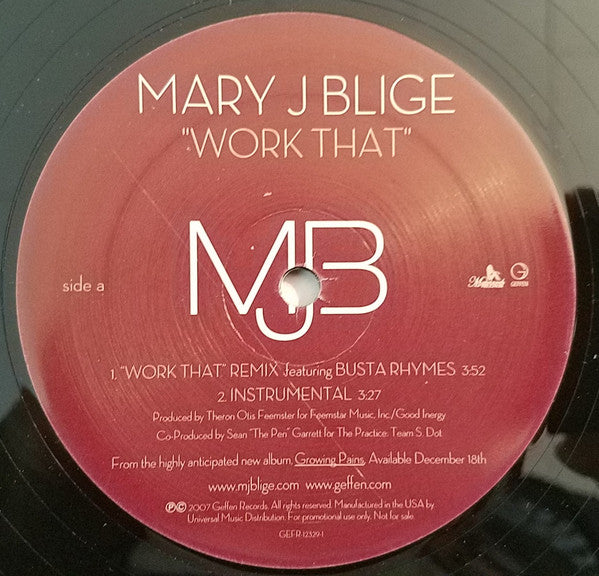 MARY J BLIGE
"WORK THAT"
MJB
side a
GEFFEN
1. "WORK THAT" REMIX featuring BUSTA RHYMES 3:52
2. INSTRUMENTAL 3:27
Produced by Theron Otis Feemster for Feemstar Music, Inc./Good Inergy
Co-Produced by Sean "The Pen" Garrett for The Practice: Team S. Dot.
From the highly anticipated new album, Growing Pains, Available December 18th
www.mjblige.com www.geffen.com
℗© 2007 Geffen Records. All rights reserved. Manufactured in the USA by
Universal Music Distribution. For promotional use only. Not for sale.
GEFR-12329-1